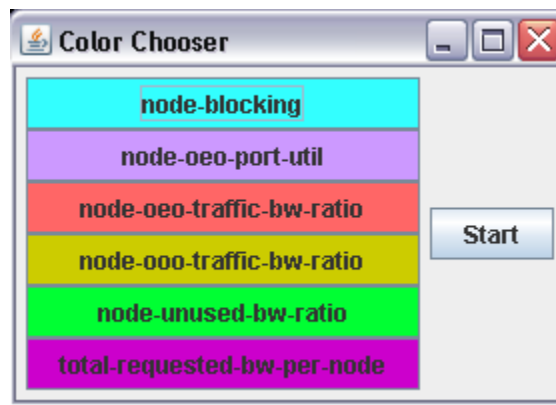 Color Chooser
node-blocking
node-oeo-port-util
node-oeo-traffic-bw-ratio
node-ooo-traffic-bw-ratio
node-unused-bw-ratio
total-requested-bw-per-node
Start